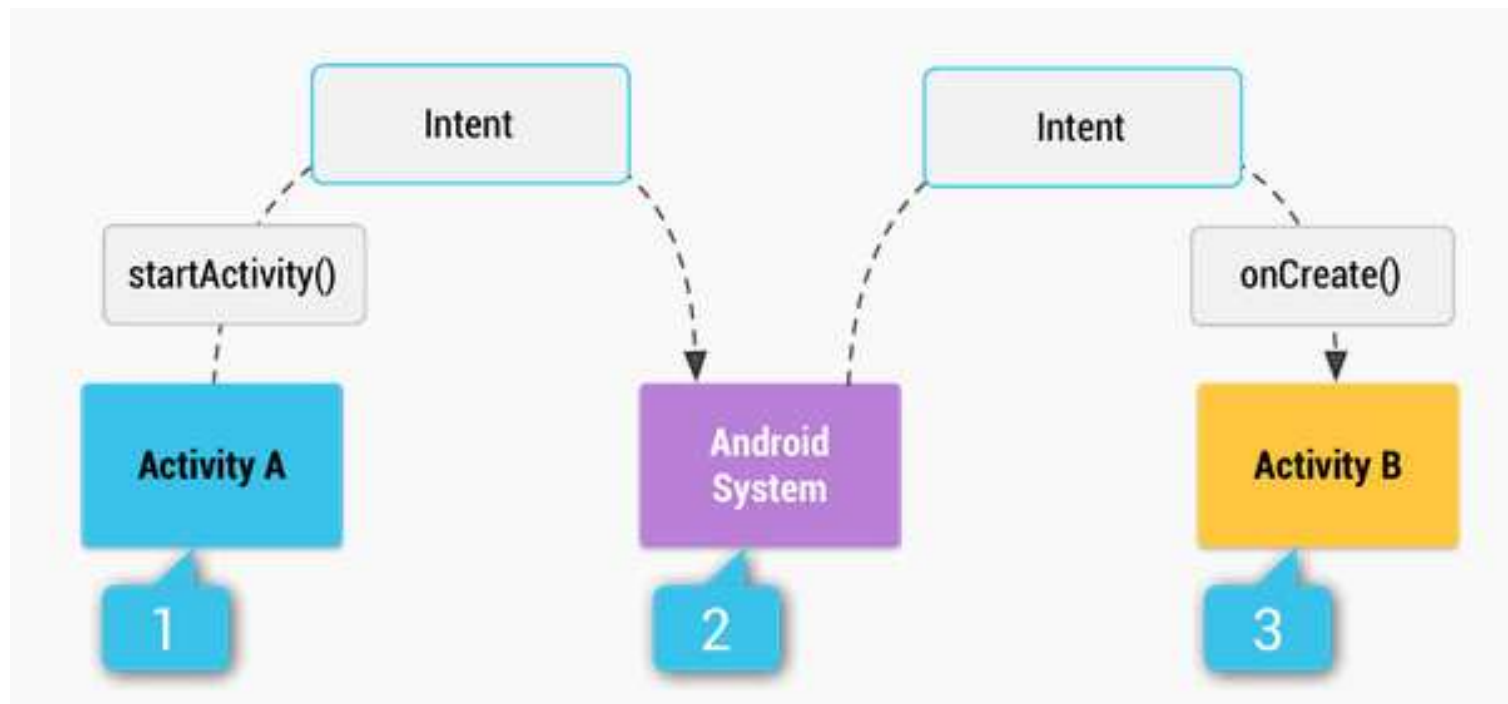 Intent
Intent
startActivity()
onCreate()
Activity A
Android
System
Activity B
1
2
3